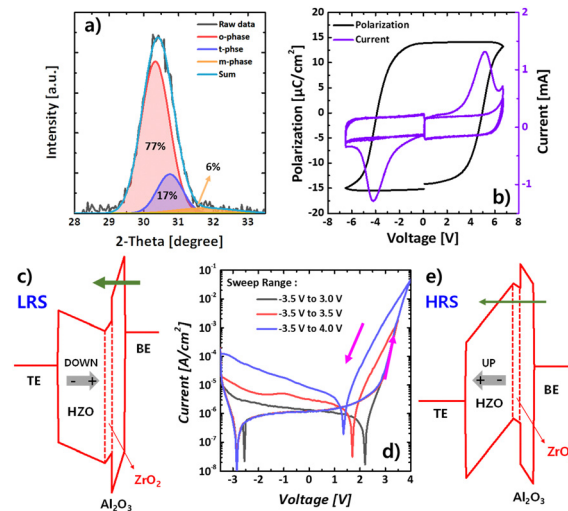 a)
Raw data
o-phase
t-phse
m-phase
Sum
77%
17%
6%
Intensity [a.u.]
28 29 30 31 32 33
2-Theta [degree]
Polarization
Current
b)
20
15
10
5
0
-5
-10
-15
-20
Polarization [μC/cm²]
2
1
0
-1
Current [mA]
-8 -6 -4 -2 0 2 4 6 8
Voltage [V]
c)
LRS
DOWN
- +
HZO
TE
BE
ZrO₂
Al₂O₃
Sweep Range :
-3.5 V to 3.0 V
-3.5 V to 3.5 V
-3.5 V to 4.0 V
d)
10⁻¹
10⁻²
10⁻³
10⁻⁴
10⁻⁵
10⁻⁶
10⁻⁷
10⁻⁸
Current [A/cm²]
-3 -2 -1 0 1 2 3 4
Voltage [V]
e)
HRS
UP
+ -
HZO
TE
BE
ZrO
Al₂O₃